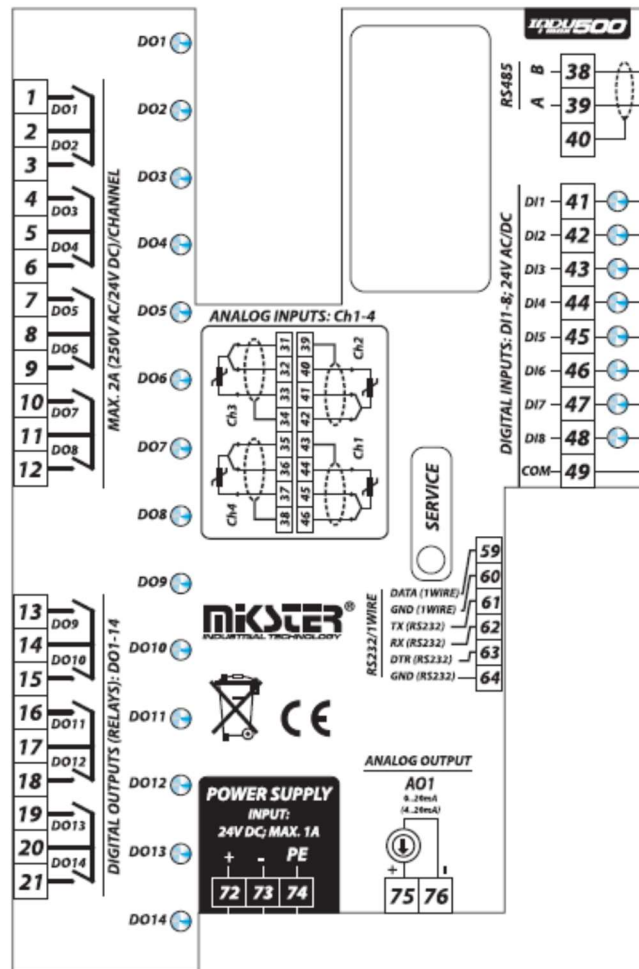 INDU
i max 500
DO1
DO2
DO3
DO4
DO5
DO6
DO7
DO8
DO9
DO10
DO11
DO12
DO13
DO14
1
2
3
4
5
6
7
8
9
10
11
12
DO1
DO2
DO3
DO4
DO5
DO6
DO7
DO8
MAX. 2A (250V AC/24V DC)/CHANNEL
13
14
15
16
17
18
19
20
21
DO9
DO10
DO11
DO12
DO13
DO14
DIGITAL OUTPUTS (RELAYS): DO1-14
ANALOG INPUTS: Ch1-4
31 39
32 40
33 41
34 42
35 43
36 44
37 45
38 46
Ch3
Ch2
Ch4
Ch1
SERVICE
RS485
B 38
A 39
40
DIGITAL INPUTS: DI1-8; 24V AC/DC
DI1 41
DI2 42
DI3 43
DI4 44
DI5 45
DI6 46
DI7 47
DI8 48
COM 49
MIKSTER®
INDUSTRIAL TECHNOLOGY
CE
RS232/1WIRE
DATA (1WIRE) 59
GND (1WIRE) 60
TX (RS232) 61
RX (RS232) 62
DTR (RS232) 63
GND (RS232) 64
POWER SUPPLY
INPUT:
24V DC; MAX. 1A
+ - PE
72 73 74
ANALOG OUTPUT
AO1
0..20mA
(4..20mA)
+ -
75 76